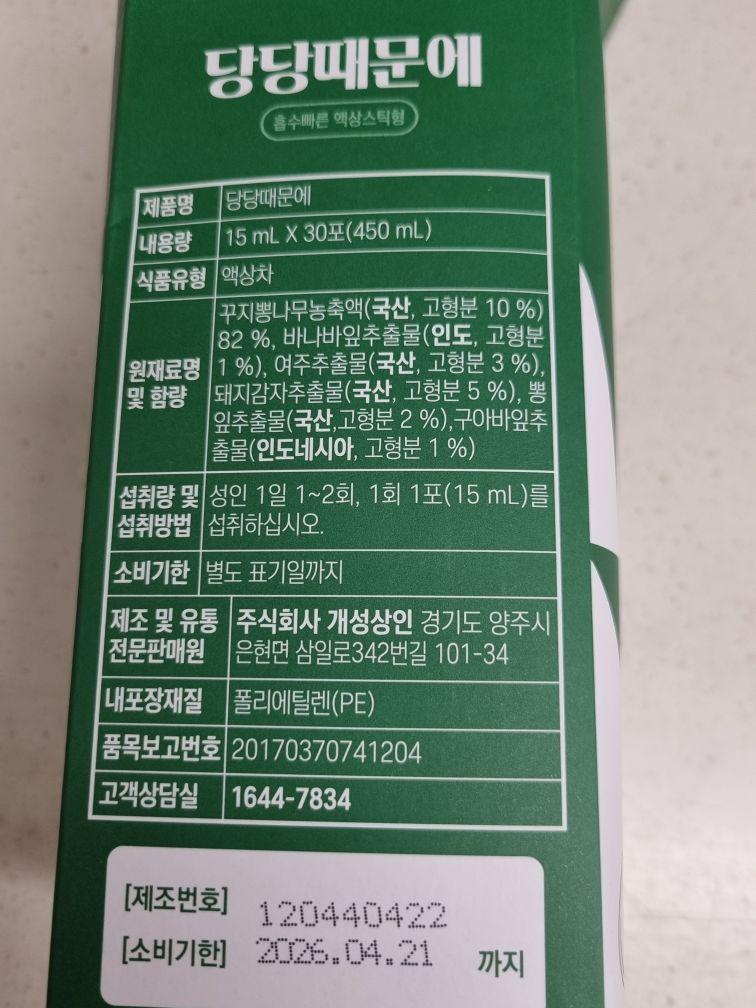 당당때문에
흡수빠른 액상스틱형
제품명 당당때문에
내용량 15 mL X 30포(450 mL)
식품유형 액상차
원재료명 및 함량
꾸지뽕나무농축액(국산, 고형분 10 %)
82 %, 바나바잎추출물(인도, 고형분
1 %), 여주추출물(국산, 고형분 3 %),
돼지감자추출물(국산, 고형분 5 %), 뽕
잎추출물(국산,고형분 2 %),구아바잎추
출물(인도네시아, 고형분 1 %)
섭취량 및 성인 1일 1~2회, 1회 1포(15 mL)를
섭취방법 섭취하십시오.
소비기한 별도 표기일까지
제조 및 유통 주식회사 개성상인 경기도 양주시
전문판매원 은현면 삼일로342번길 101-34
내포장재질 폴리에틸렌(PE)
품목보고번호 20170370741204
고객상담실 1644-7834
[제조번호] 120440422
[소비기한] 2026.04.21 까지